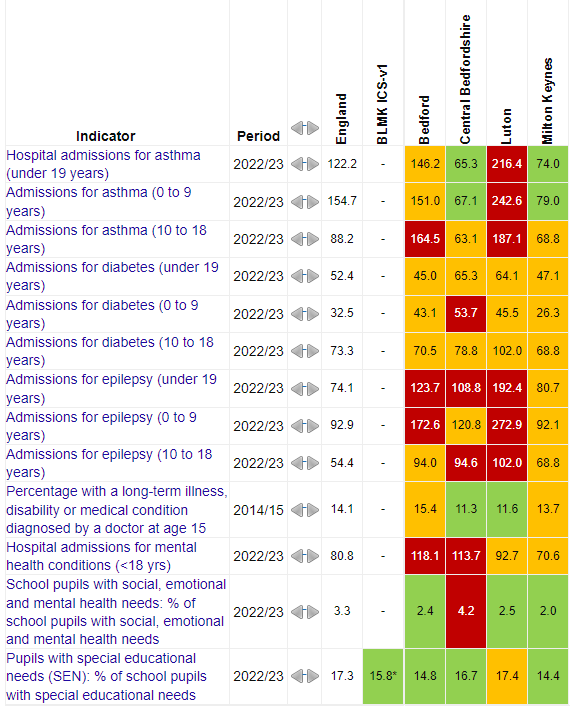 Indicator Period England BLMK ICS-v1 Bedford Central Bedfordshire Luton Milton Keynes
Hospital admissions for asthma
(under 19 years) 2022/23 122.2 - 146.2 65.3 216.4 74.0
Admissions for asthma (0 to 9
years) 2022/23 154.7 - 151.0 67.1 242.6 79.0
Admissions for asthma (10 to 18
years) 2022/23 88.2 - 164.5 63.1 187.1 68.8
Admissions for diabetes (under 19
years) 2022/23 52.4 - 45.0 65.3 64.1 47.1
Admissions for diabetes (0 to 9
years) 2022/23 32.5 - 43.1 53.7 45.5 26.3
Admissions for diabetes (10 to 18
years) 2022/23 73.3 - 70.5 78.8 102.0 68.8
Admissions for epilepsy (under 19
years) 2022/23 74.1 - 123.7 108.8 192.4 80.7
Admissions for epilepsy (0 to 9
years) 2022/23 92.9 - 172.6 120.8 272.9 92.1
Admissions for epilepsy (10 to 18
years) 2022/23 54.4 - 94.0 94.6 102.0 68.8
Percentage with a long-term illness,
disability or medical condition
diagnosed by a doctor at age 15 2014/15 14.1 - 15.4 11.3 11.6 13.7
Hospital admissions for mental
health conditions (<18 yrs) 2022/23 80.8 - 118.1 113.7 92.7 70.6
School pupils with social, emotional
and mental health needs: % of
school pupils with social, emotional
and mental health needs 2022/23 3.3 - 2.4 4.2 2.5 2.0
Pupils with special educational
needs (SEN): % of school pupils
with special educational needs 2022/23 17.3 15.8* 14.8 16.7 17.4 14.4